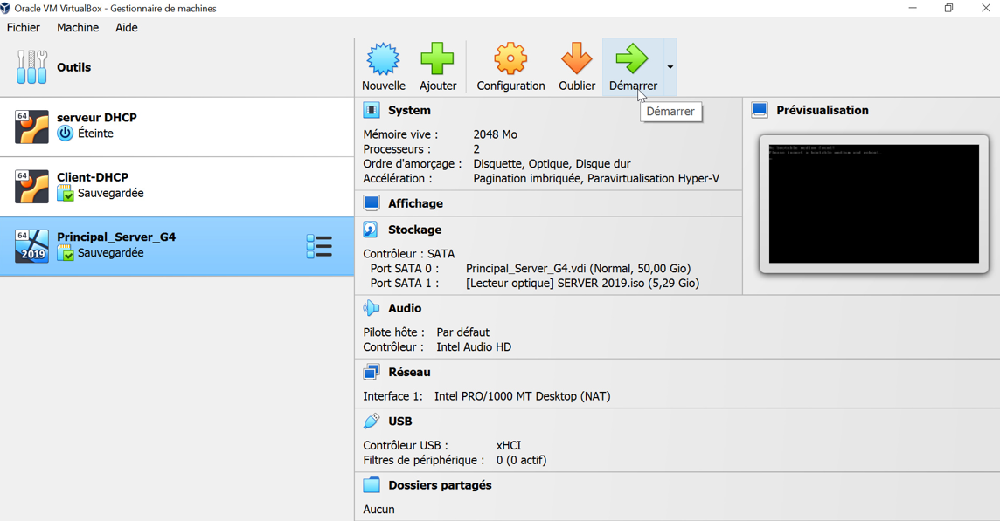 Oracle VM VirtualBox - Gestionnaire de machines
Fichier Machine Aide
Outils
Nouvelle Ajouter Configuration Oublier Démarrer
Démarrer
64
serveur DHCP
Éteinte
64
Client-DHCP
Sauvegardée
64
2019
Principal_Server_G4
Sauvegardée
System
Mémoire vive : 2048 Mo
Processeurs : 2
Ordre d'amorçage : Disquette, Optique, Disque dur
Accélération : Pagination imbriquée, Paravirtualisation Hyper-V
Affichage
Stockage
Contrôleur : SATA
Port SATA 0 : Principal_Server_G4.vdi (Normal, 50,00 Gio)
Port SATA 1 : [Lecteur optique] SERVER 2019.iso (5,29 Gio)
Audio
Pilote hôte : Par défaut
Contrôleur : Intel Audio HD
Réseau
Interface 1: Intel PRO/1000 MT Desktop (NAT)
USB
Contrôleur USB : xHCI
Filtres de périphérique : 0 (0 actif)
Dossiers partagés
Aucun
Prévisualisation
No bootable medium found!
Please insert a bootable medium and reboot.